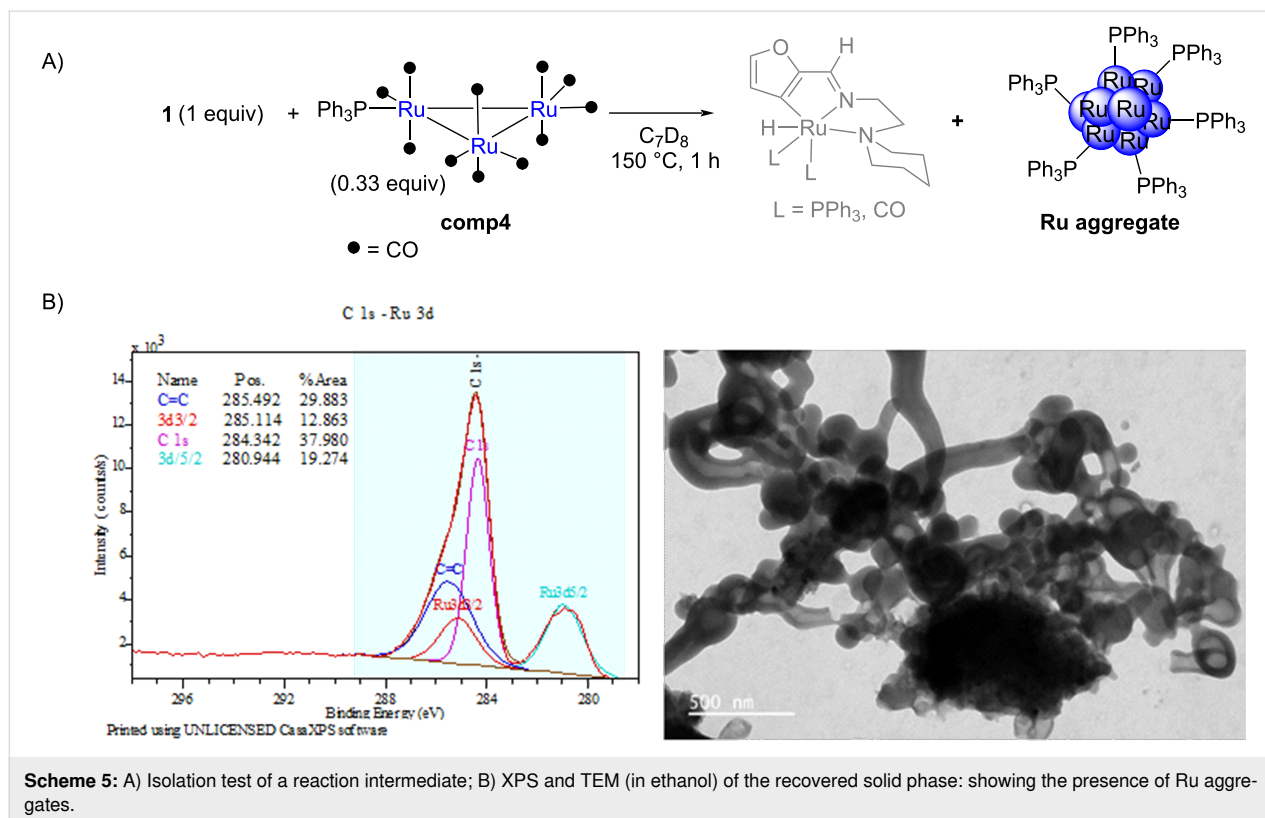 A)
1 (1 equiv) + Ph3P Ru Ru Ru
(0.33 equiv)
comp4
● = CO
C7D8
150 °C, 1 h
O H
N
H Ru N
L L
L = PPh3, CO
+
PPh3 PPh3
Ph3P Ru Ru
Ru Ru Ru PPh3
Ru Ru
Ph3P PPh3
Ru aggregate
B)
C 1s - Ru 3d
x 10^3
Name Pos. %Area
C=C 285.492 29.883
3d3/2 285.114 12.863
C 1s 284.342 37.980
3d/5/2 280.944 19.274
C 1s -
C 1s
C=C
Ru3d3/2
Ru3d5/2
14
12
10
8
6
4
2
Intensity (counts/s)
296 292 288 284 280
Binding Energy (eV)
Printed using UNLICENSED CasaXPS software
500 nm
Scheme 5: A) Isolation test of a reaction intermediate; B) XPS and TEM (in ethanol) of the recovered solid phase: showing the presence of Ru aggre-
gates.